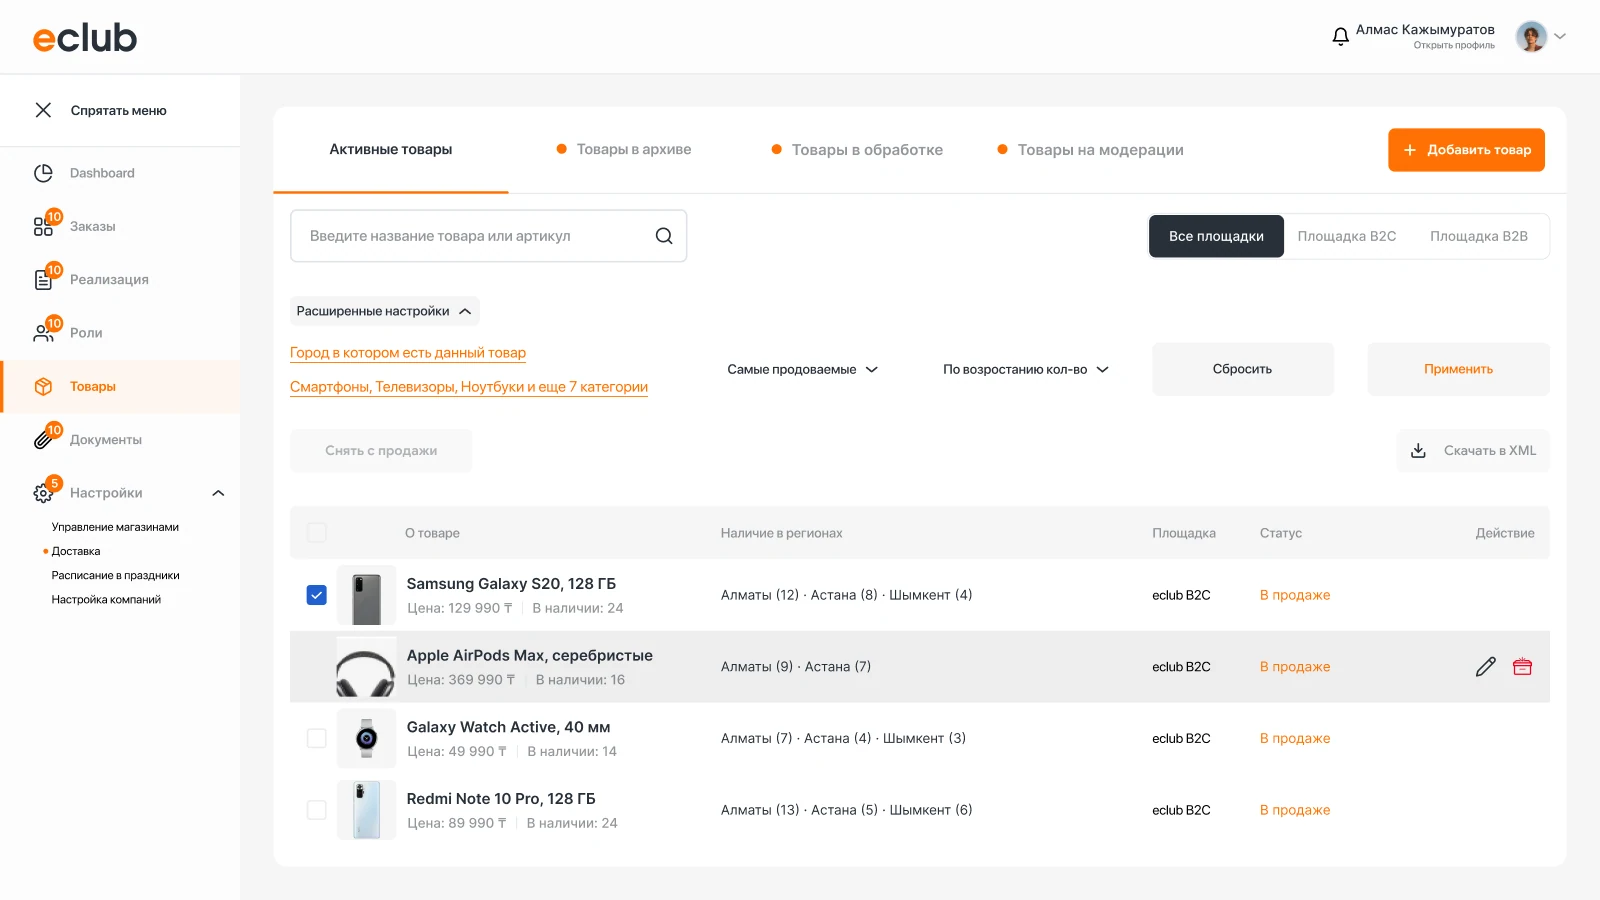 eclub
Алмас Кажымуратов
Открыть профиль
Спрятать меню
Dashboard
10
Заказы
10
Реализация
10
Роли
Товары
10
Документы
5
Настройки
Управление магазинами
Доставка
Расписание в праздники
Настройка компаний
Активные товары
Товары в архиве
Товары в обработке
Товары на модерации
Добавить товар
Введите название товара или артикул
Все площадки
Площадка B2C
Площадка B2B
Расширенные настройки
Город в котором есть данный товар
Смартфоны, Телевизоры, Ноутбуки и еще 7 категории
Самые продоваемые
По возростанию кол-во
Сбросить
Применить
Снять с продажи
Скачать в XML
О товаре
Наличие в регионах
Площадка
Статус
Действие
Samsung Galaxy S20, 128 ГБ
Цена: 129 990 ₸ В наличии: 24
Алматы (12) · Астана (8) · Шымкент (4)
eclub B2C
В продаже
Apple AirPods Max, серебристые
Цена: 369 990 ₸ В наличии: 16
Алматы (9) · Астана (7)
eclub B2C
В продаже
Galaxy Watch Active, 40 мм
Цена: 49 990 ₸ В наличии: 14
Алматы (7) · Астана (4) · Шымкент (3)
eclub B2C
В продаже
Redmi Note 10 Pro, 128 ГБ
Цена: 89 990 ₸ В наличии: 24
Алматы (13) · Астана (5) · Шымкент (6)
eclub B2C
В продаже